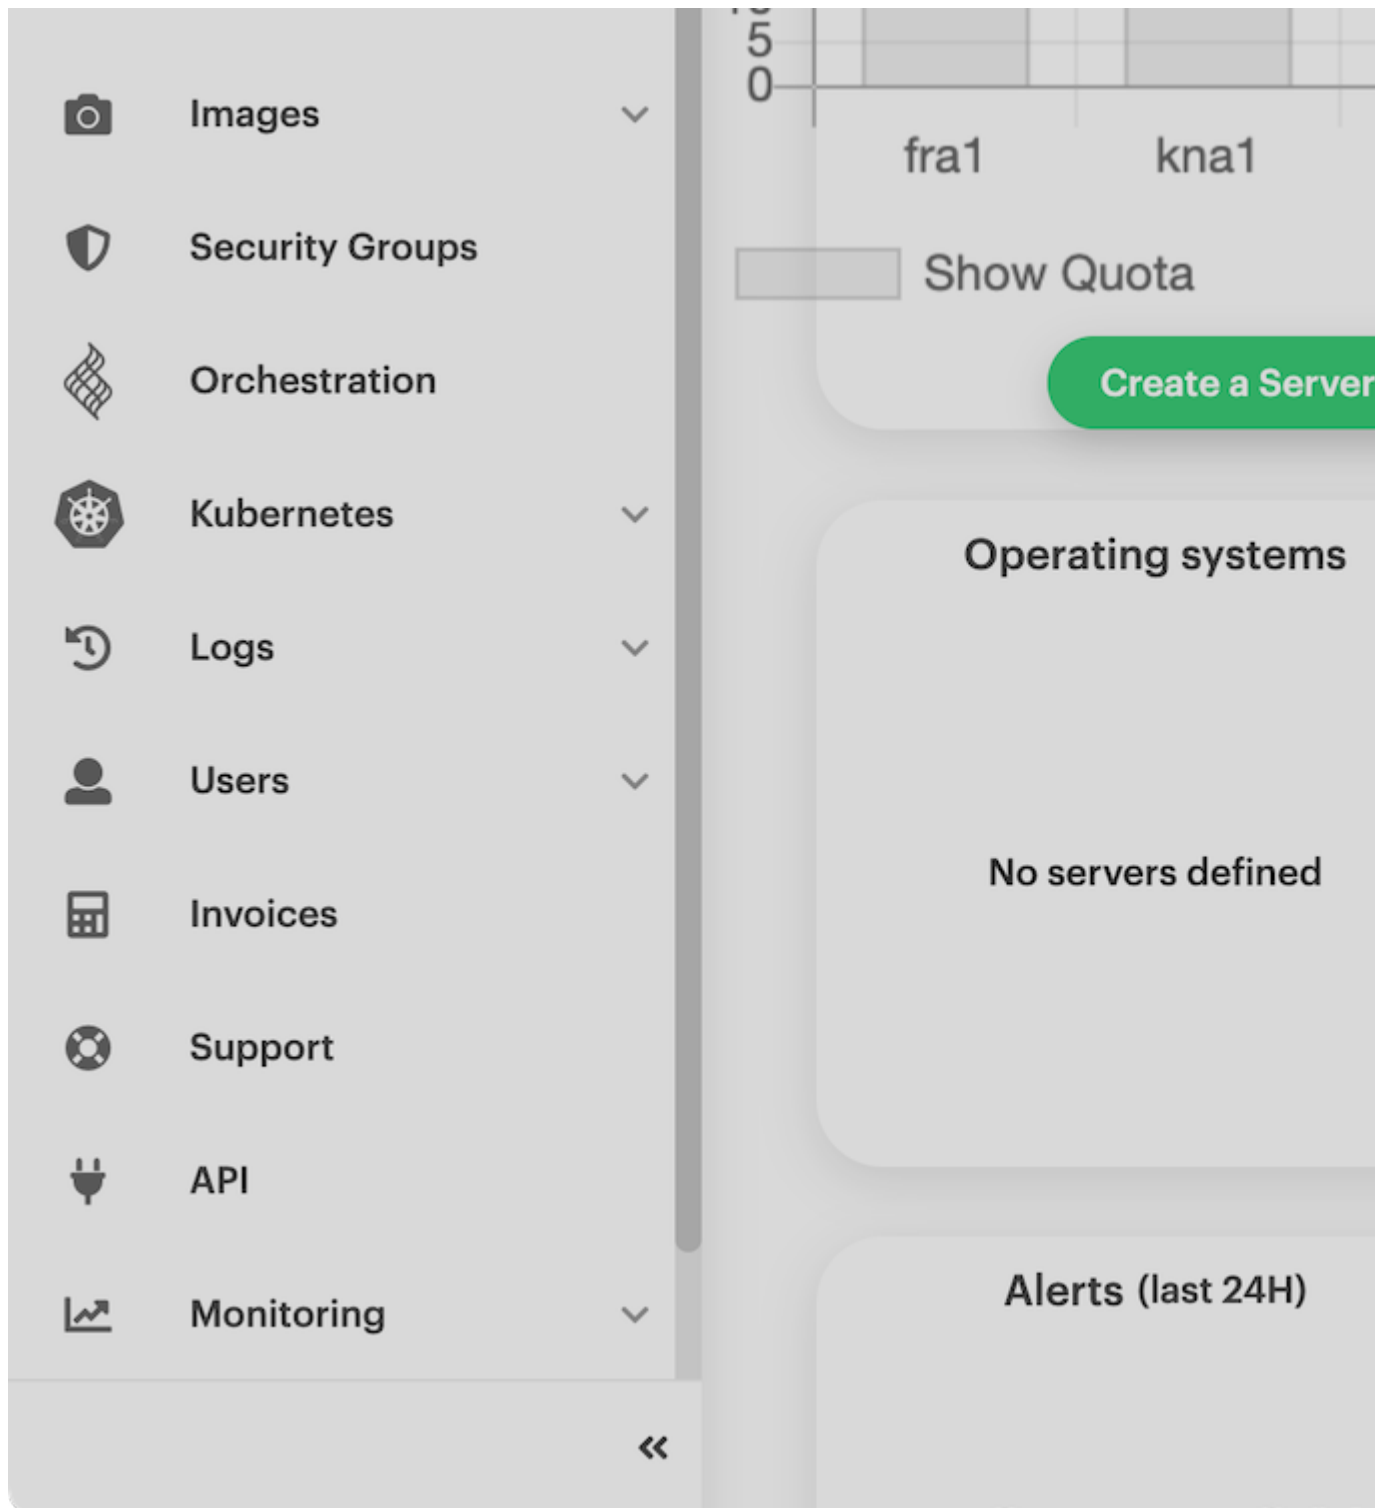 Images
Security Groups
Orchestration
Kubernetes
Logs
Users
Invoices
Support
API
Monitoring
5
0
fra1 kna1
Show Quota
Create a Server
Operating systems
No servers defined
Alerts (last 24H)